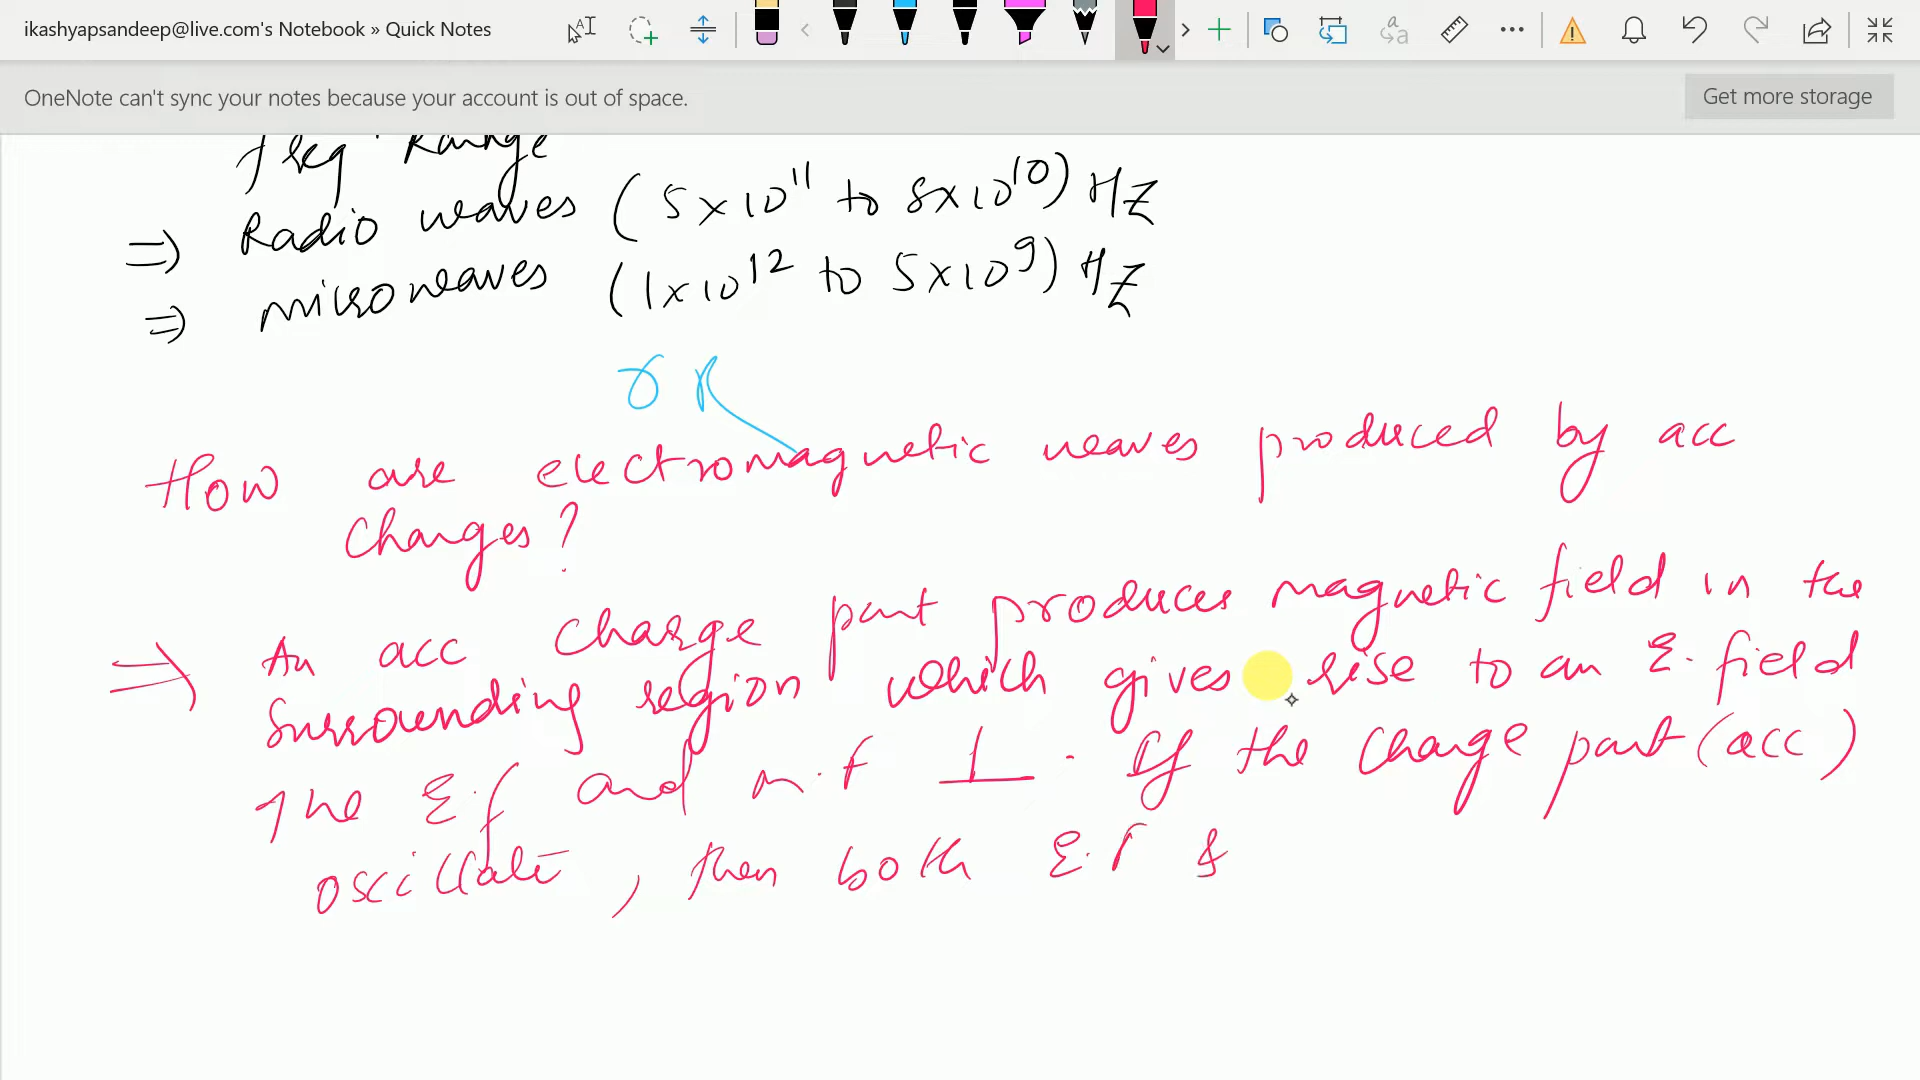 ikashyapsandeep@live.com's Notebook » Quick Notes
OneNote can't sync your notes because your account is out of space.
Get more storage
freq. Range
⇒ Radio waves (5×10¹¹ to 8×10¹⁰) HZ
⇒ microwaves (1×10¹² to 5×10⁹) HZ
OR
How are electromagnetic waves produced by acc
Charges?
⇒ An acc charge part produces magnetic field in the
surrounding region which gives rise to an E. field
The E.f and m.f ⊥. If the charge part (acc)
oscillate, then both E.f &